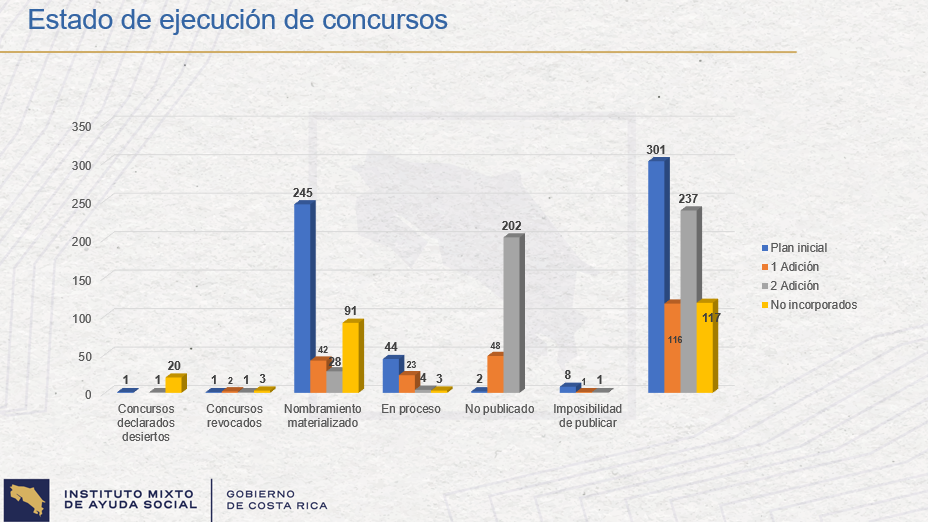 Estado de ejecución de concursos
350
300
250
200
150
100
50
0
1
1
20
1
2
1
3
245
42
28
91
44
23
4
3
2
48
202
8
1
1
301
116
237
117
Concursos
declarados
desiertos
Concursos
revocados
Nombramiento
materializado
En proceso
No publicado
Imposibilidad
de publicar
Plan inicial
1 Adición
2 Adición
No incorporados
INSTITUTO MIXTO
DE AYUDA SOCIAL
GOBIERNO
DE COSTA RICA